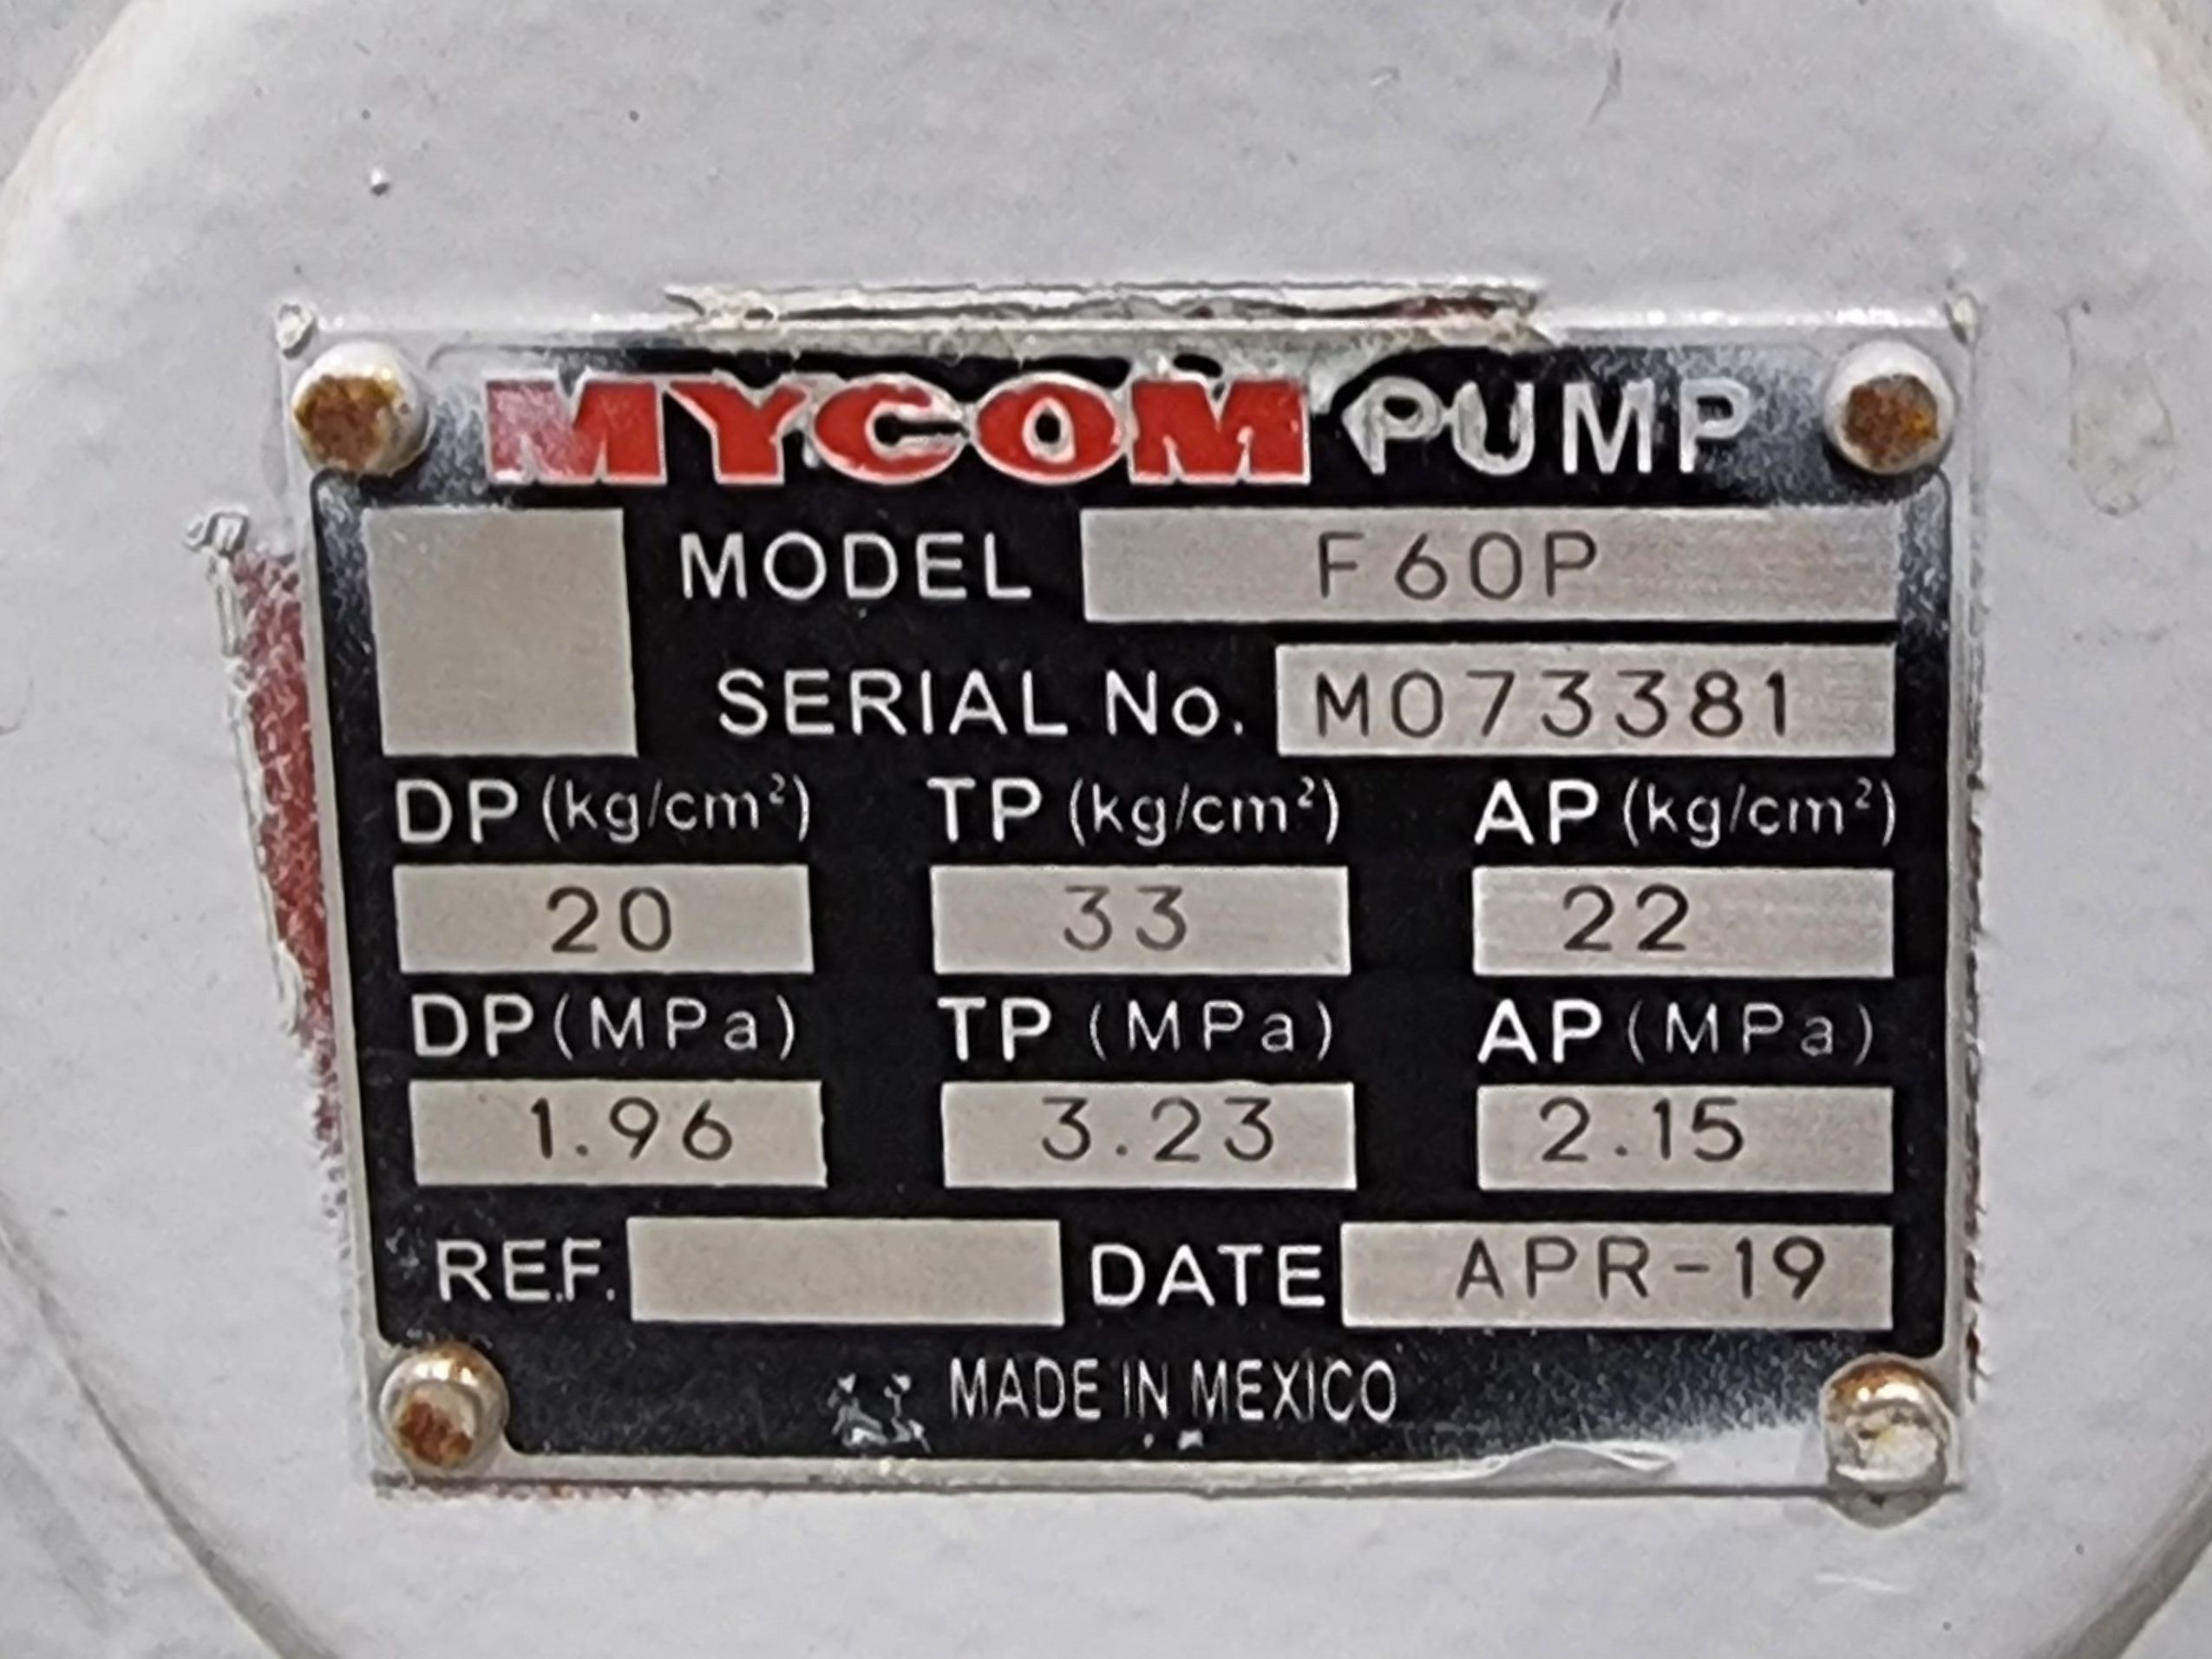 MYCOM PUMP
MODEL F60P
SERIAL No. M073381
DP (kg/cm²) TP (kg/cm²) AP (kg/cm²)
20 33 22
DP (MPa) TP (MPa) AP (MPa)
1.96 3.23 2.15
REF. DATE APR-19
MADE IN MEXICO